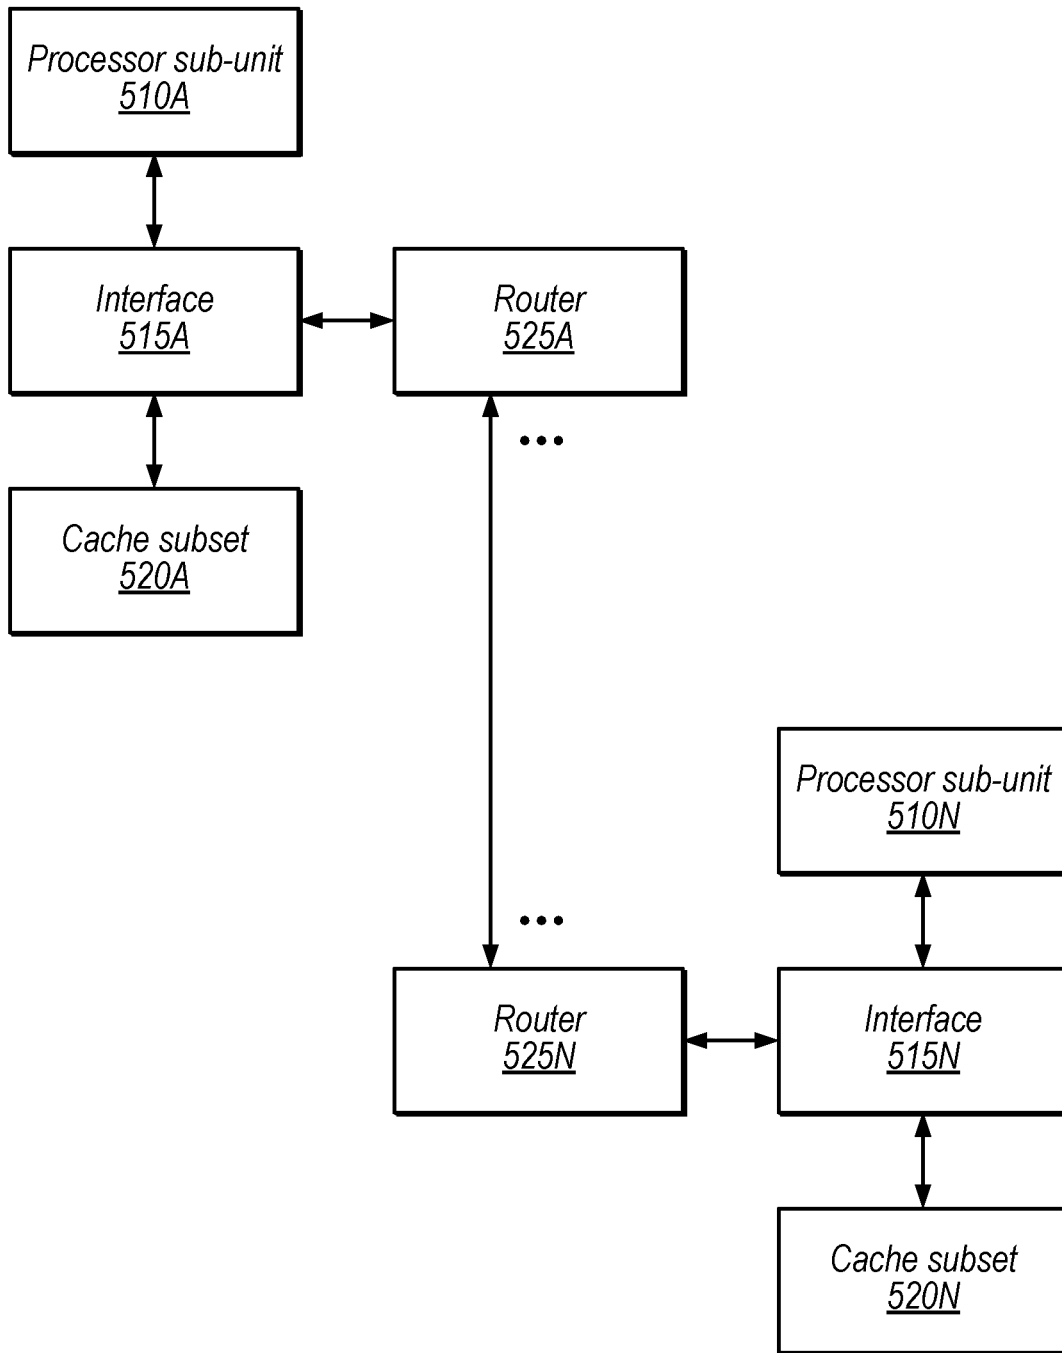 Processor sub-unit
510A
Interface
515A
Router
525A
Cache subset
520A
Processor sub-unit
510N
Router
525N
Interface
515N
Cache subset
520N